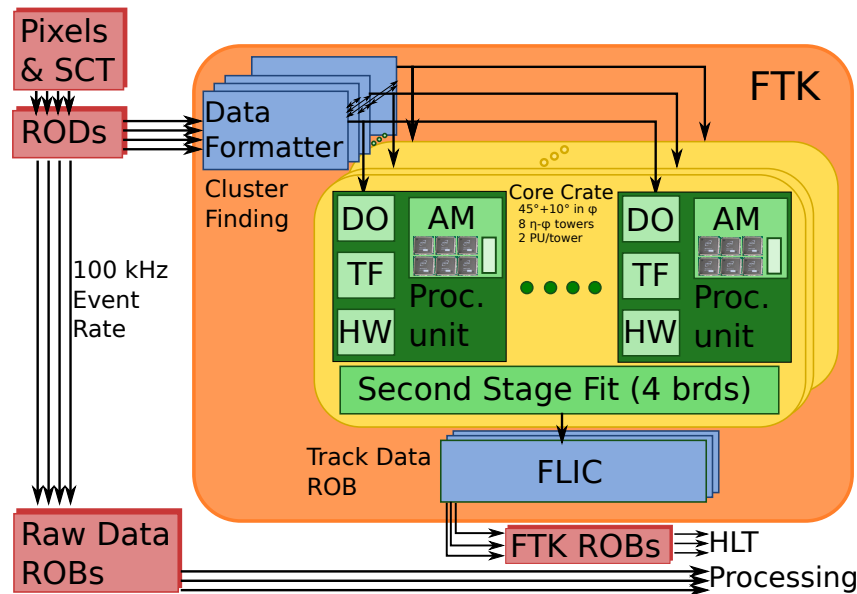 Pixels
& SCT
RODs
Data
Formatter
FTK
Cluster
Finding
Core Crate
45°+10° in φ
8 η-φ towers
2 PU/tower
DO
AM
TF
HW
Proc.
unit
DO
AM
TF
HW
Proc.
unit
100 kHz
Event
Rate
Second Stage Fit (4 brds)
Track Data
ROB
FLIC
Raw Data
ROBs
FTK ROBs
HLT
Processing